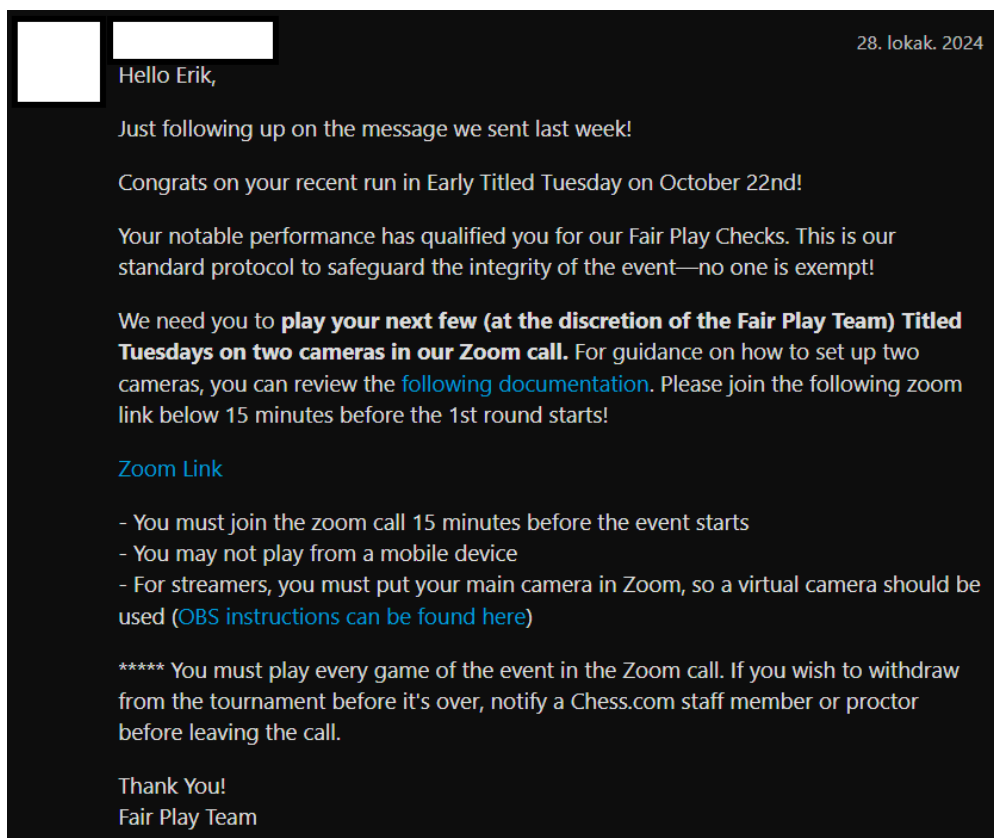 28. lokak. 2024
Hello Erik,
Just following up on the message we sent last week!
Congrats on your recent run in Early Titled Tuesday on October 22nd!
Your notable performance has qualified you for our Fair Play Checks. This is our
standard protocol to safeguard the integrity of the event—no one is exempt!
We need you to play your next few (at the discretion of the Fair Play Team) Titled
Tuesdays on two cameras in our Zoom call. For guidance on how to set up two
cameras, you can review the following documentation. Please join the following zoom
link below 15 minutes before the 1st round starts!
Zoom Link
- You must join the zoom call 15 minutes before the event starts
- You may not play from a mobile device
- For streamers, you must put your main camera in Zoom, so a virtual camera should be
used (OBS instructions can be found here)
***** You must play every game of the event in the Zoom call. If you wish to withdraw
from the tournament before it's over, notify a Chess.com staff member or proctor
before leaving the call.
Thank You!
Fair Play Team